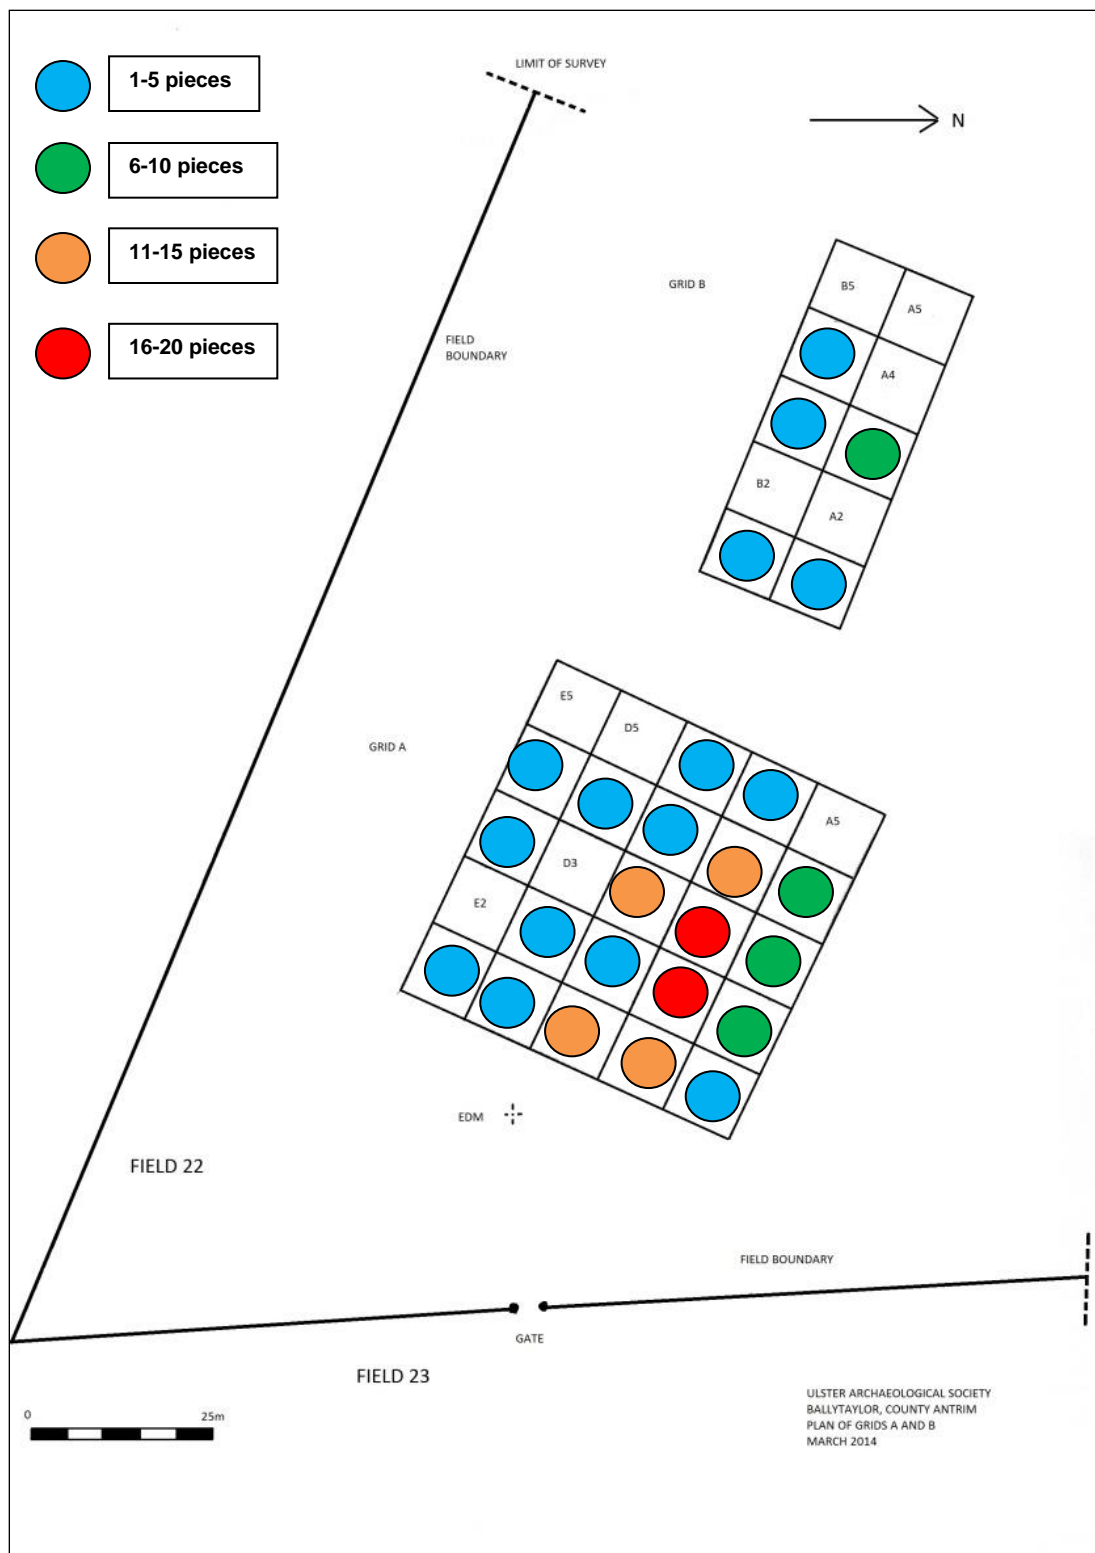 1-5 pieces
6-10 pieces
11-15 pieces
16-20 pieces
LIMIT OF SURVEY
N
FIELD
BOUNDARY
GRID B
B5
A5
A4
B2
A2
GRID A
E5
D5
A5
D3
E2
EDM
FIELD 22
FIELD BOUNDARY
GATE
FIELD 23
0
25m
ULSTER ARCHAEOLOGICAL SOCIETY
BALLYTAYLOR, COUNTY ANTRIM
PLAN OF GRIDS A AND B
MARCH 2014